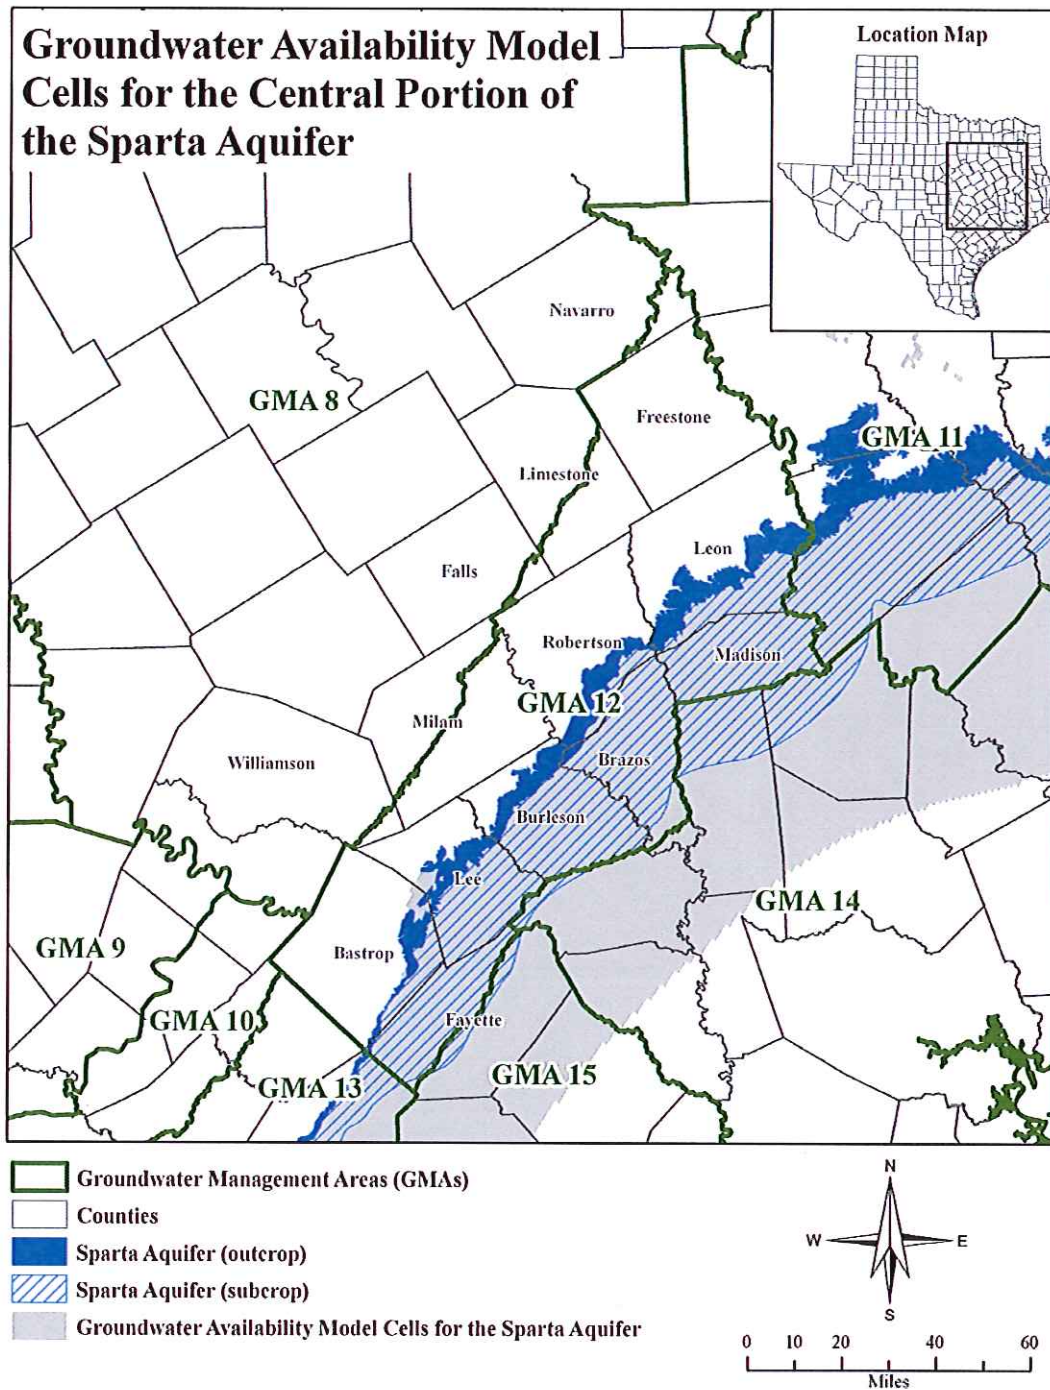 Groundwater Availability Model
Cells for the Central Portion of
the Sparta Aquifer
Location Map
Navarro
GMA 8
Freestone
GMA 11
Limestone
Leon
Falls
Robertson
Madison
GMA 12
Milam
Williamson
Brazos
Burleson
Lee
GMA 14
GMA 9
Bastrop
GMA 10
Fayette
GMA 13
GMA 15
Groundwater Management Areas (GMAs)
Counties
Sparta Aquifer (outcrop)
Sparta Aquifer (subcrop)
Groundwater Availability Model Cells for the Sparta Aquifer
N
W
E
S
0 10 20 40 60
Miles